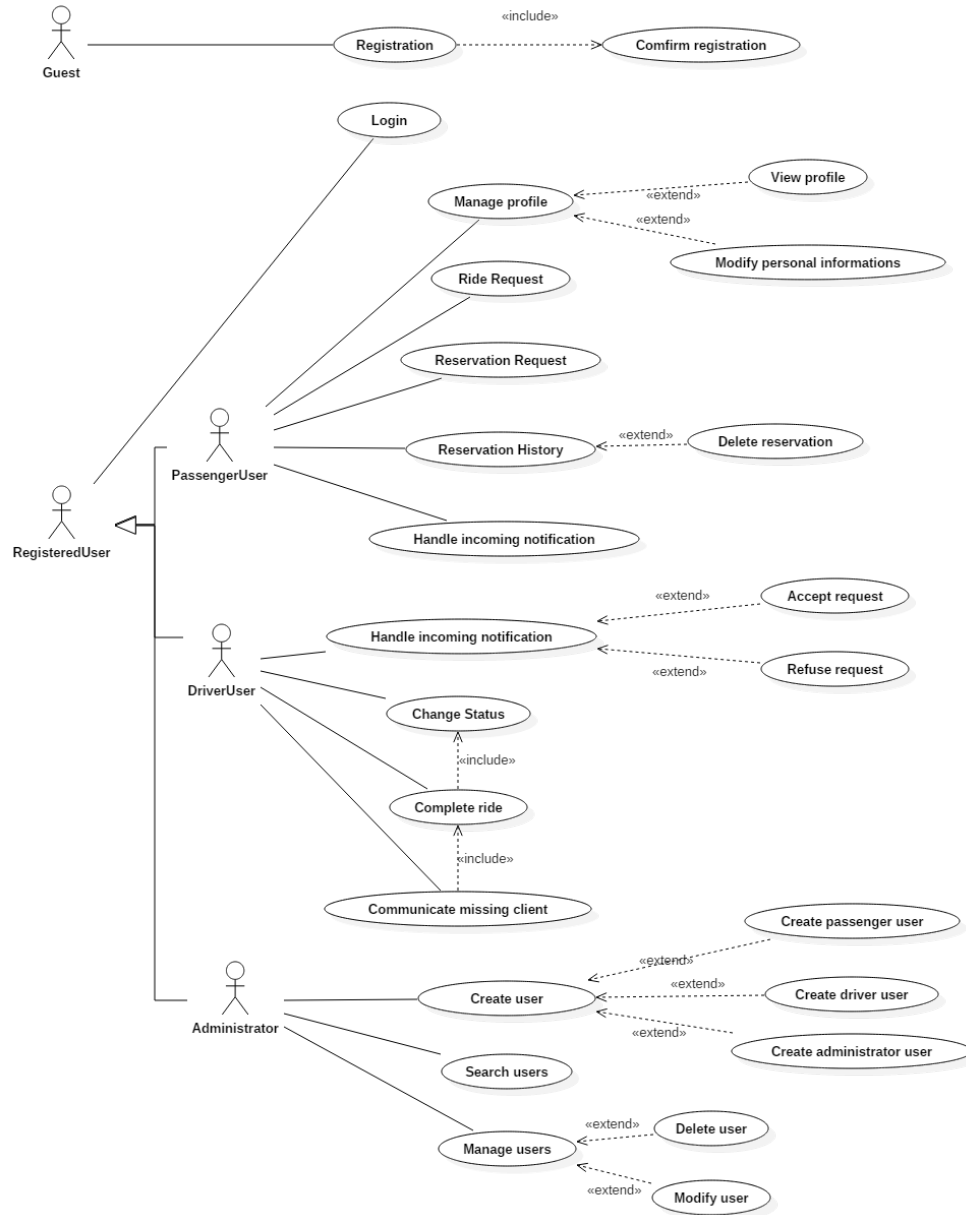 «include»
Registration
Comfirm registration
Guest
Login
View profile
«extend»
Manage profile
«extend»
Modify personal informations
Ride Request
Reservation Request
«extend»
Delete reservation
Reservation History
PassengerUser
Handle incoming notification
RegisteredUser
«extend»
Accept request
Handle incoming notification
«extend»
Refuse request
DriverUser
Change Status
«include»
Complete ride
«include»
Communicate missing client
Create passenger user
«extend»
«extend»
Create driver user
Create user
Administrator
«extend»
Create administrator user
Search users
«extend»
Delete user
Manage users
«extend»
Modify user